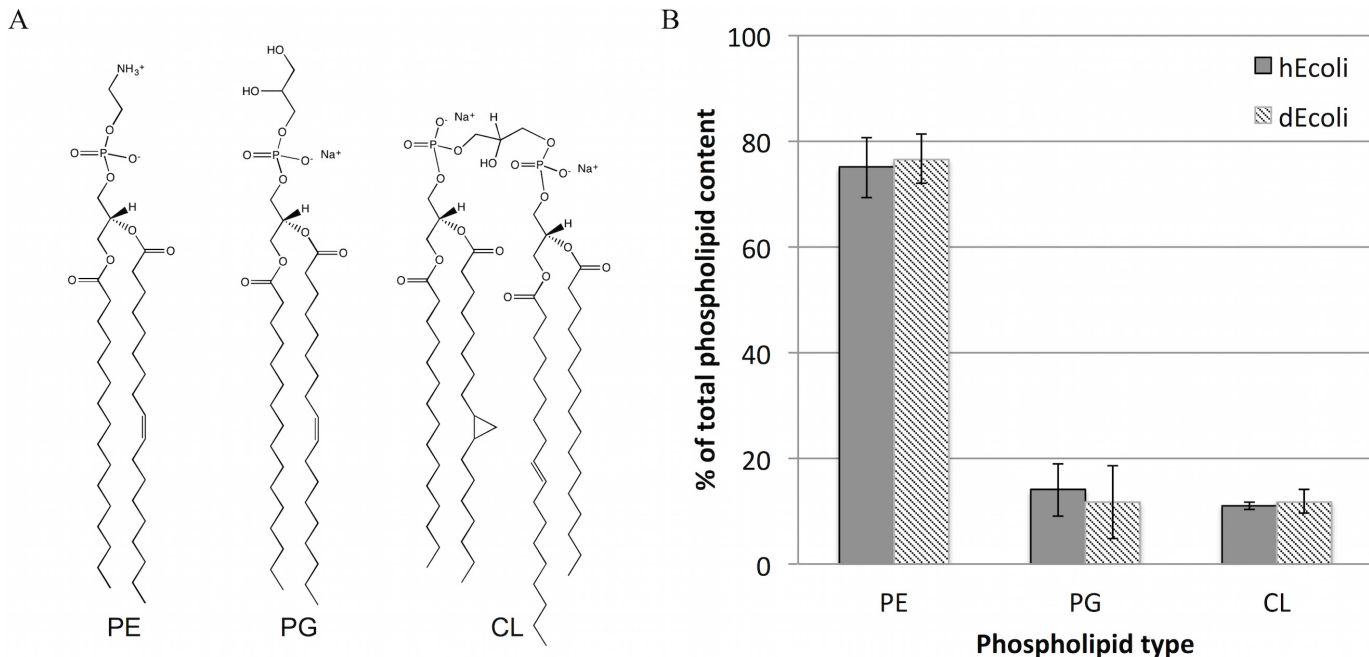 A
NH₃⁺
O
O
P
O⁻
O
H
O
O
O
O
PE
HO
HO
O
O
P
O⁻ Na⁺
O
H
O
O
O
O
PG
O⁻ Na⁺
P
O
O
O
H
HO
O
O
P
O⁻ Na⁺
O
O
H
O
O
O
O
H
O
O
O
O
CL
B
100
80
60
40
20
0
% of total phospholipid content
hEcoli
dEcoli
PE
PG
CL
Phospholipid type